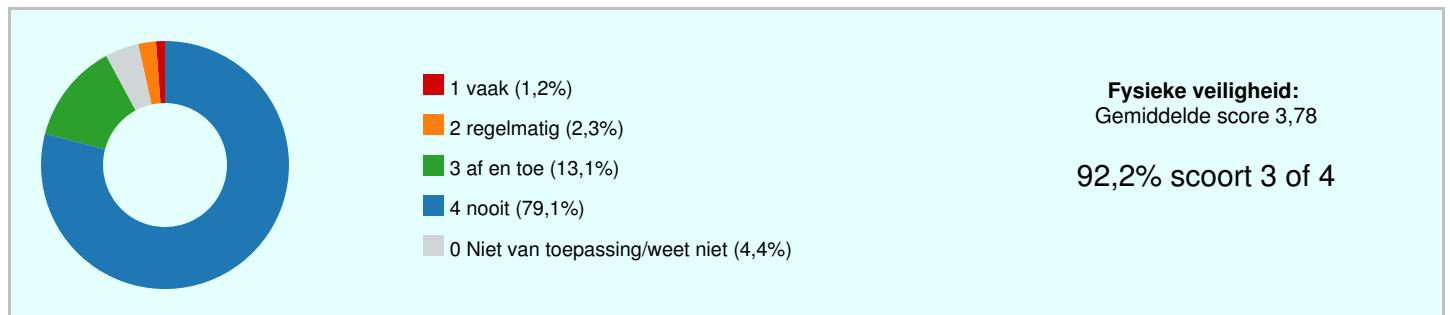 1 vaak (1,2%)
2 regelmatig (2,3%)
3 af en toe (13,1%)
4 nooit (79,1%)
0 Niet van toepassing/weet niet (4,4%)
Fysieke veiligheid:
Gemiddelde score 3,78
92,2% scoort 3 of 4